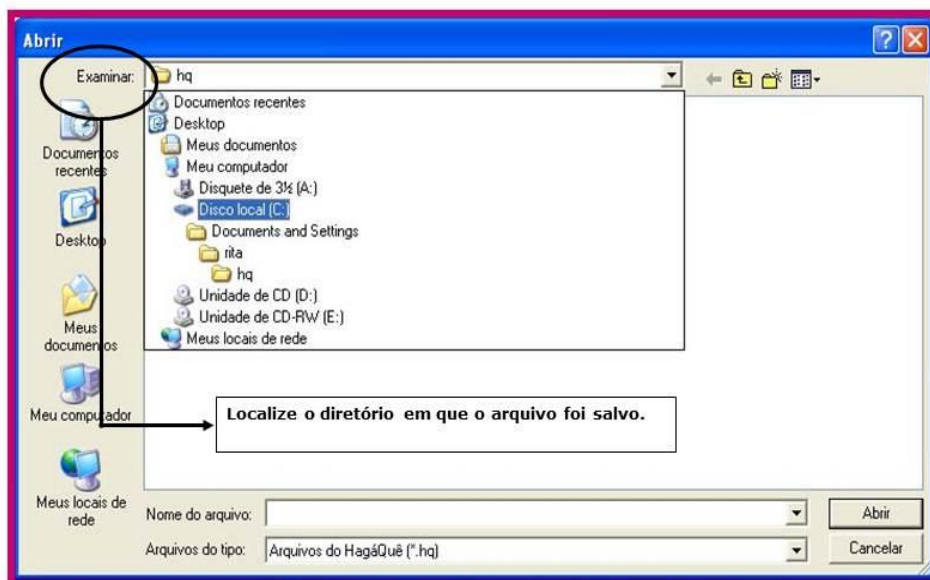 Abrir
Examinar:
hq
Documentos recentes
Desktop
Meus documentos
Meu computador
Disquete de 3½ (A:)
Disco local (C:)
Documents and Settings
rita
hq
Unidade de CD (D:)
Unidade de CD-RW (E:)
Meus locais de rede
Documentos
recentes
Desktop
Meus
documentos
Meu computador
Meus locais de
rede
Localize o diretório em que o arquivo foi salvo.
Nome do arquivo:
Abrir
Arquivos do tipo:
Arquivos do HagáQuê (*.hq)
Cancelar